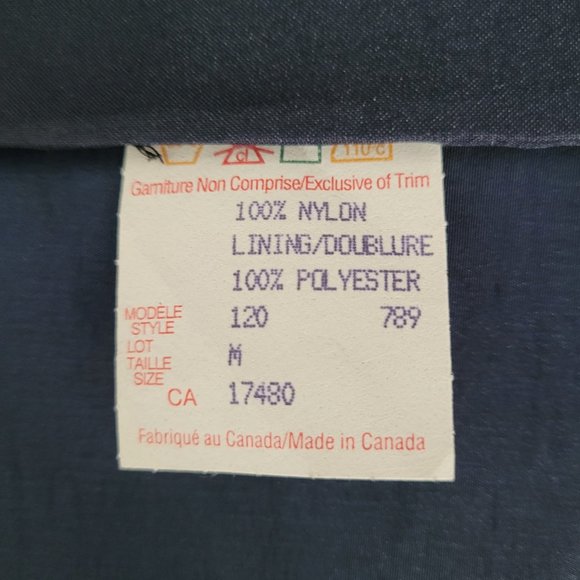 cl 110°c
Garniture Non Comprise/Exclusive of Trim
100% NYLON
LINING/DOUBLURE
100% POLYESTER
MODÈLE
STYLE 120 789
LOT
TAILLE M
SIZE
CA 17480
Fabriqué au Canada/Made in Canada